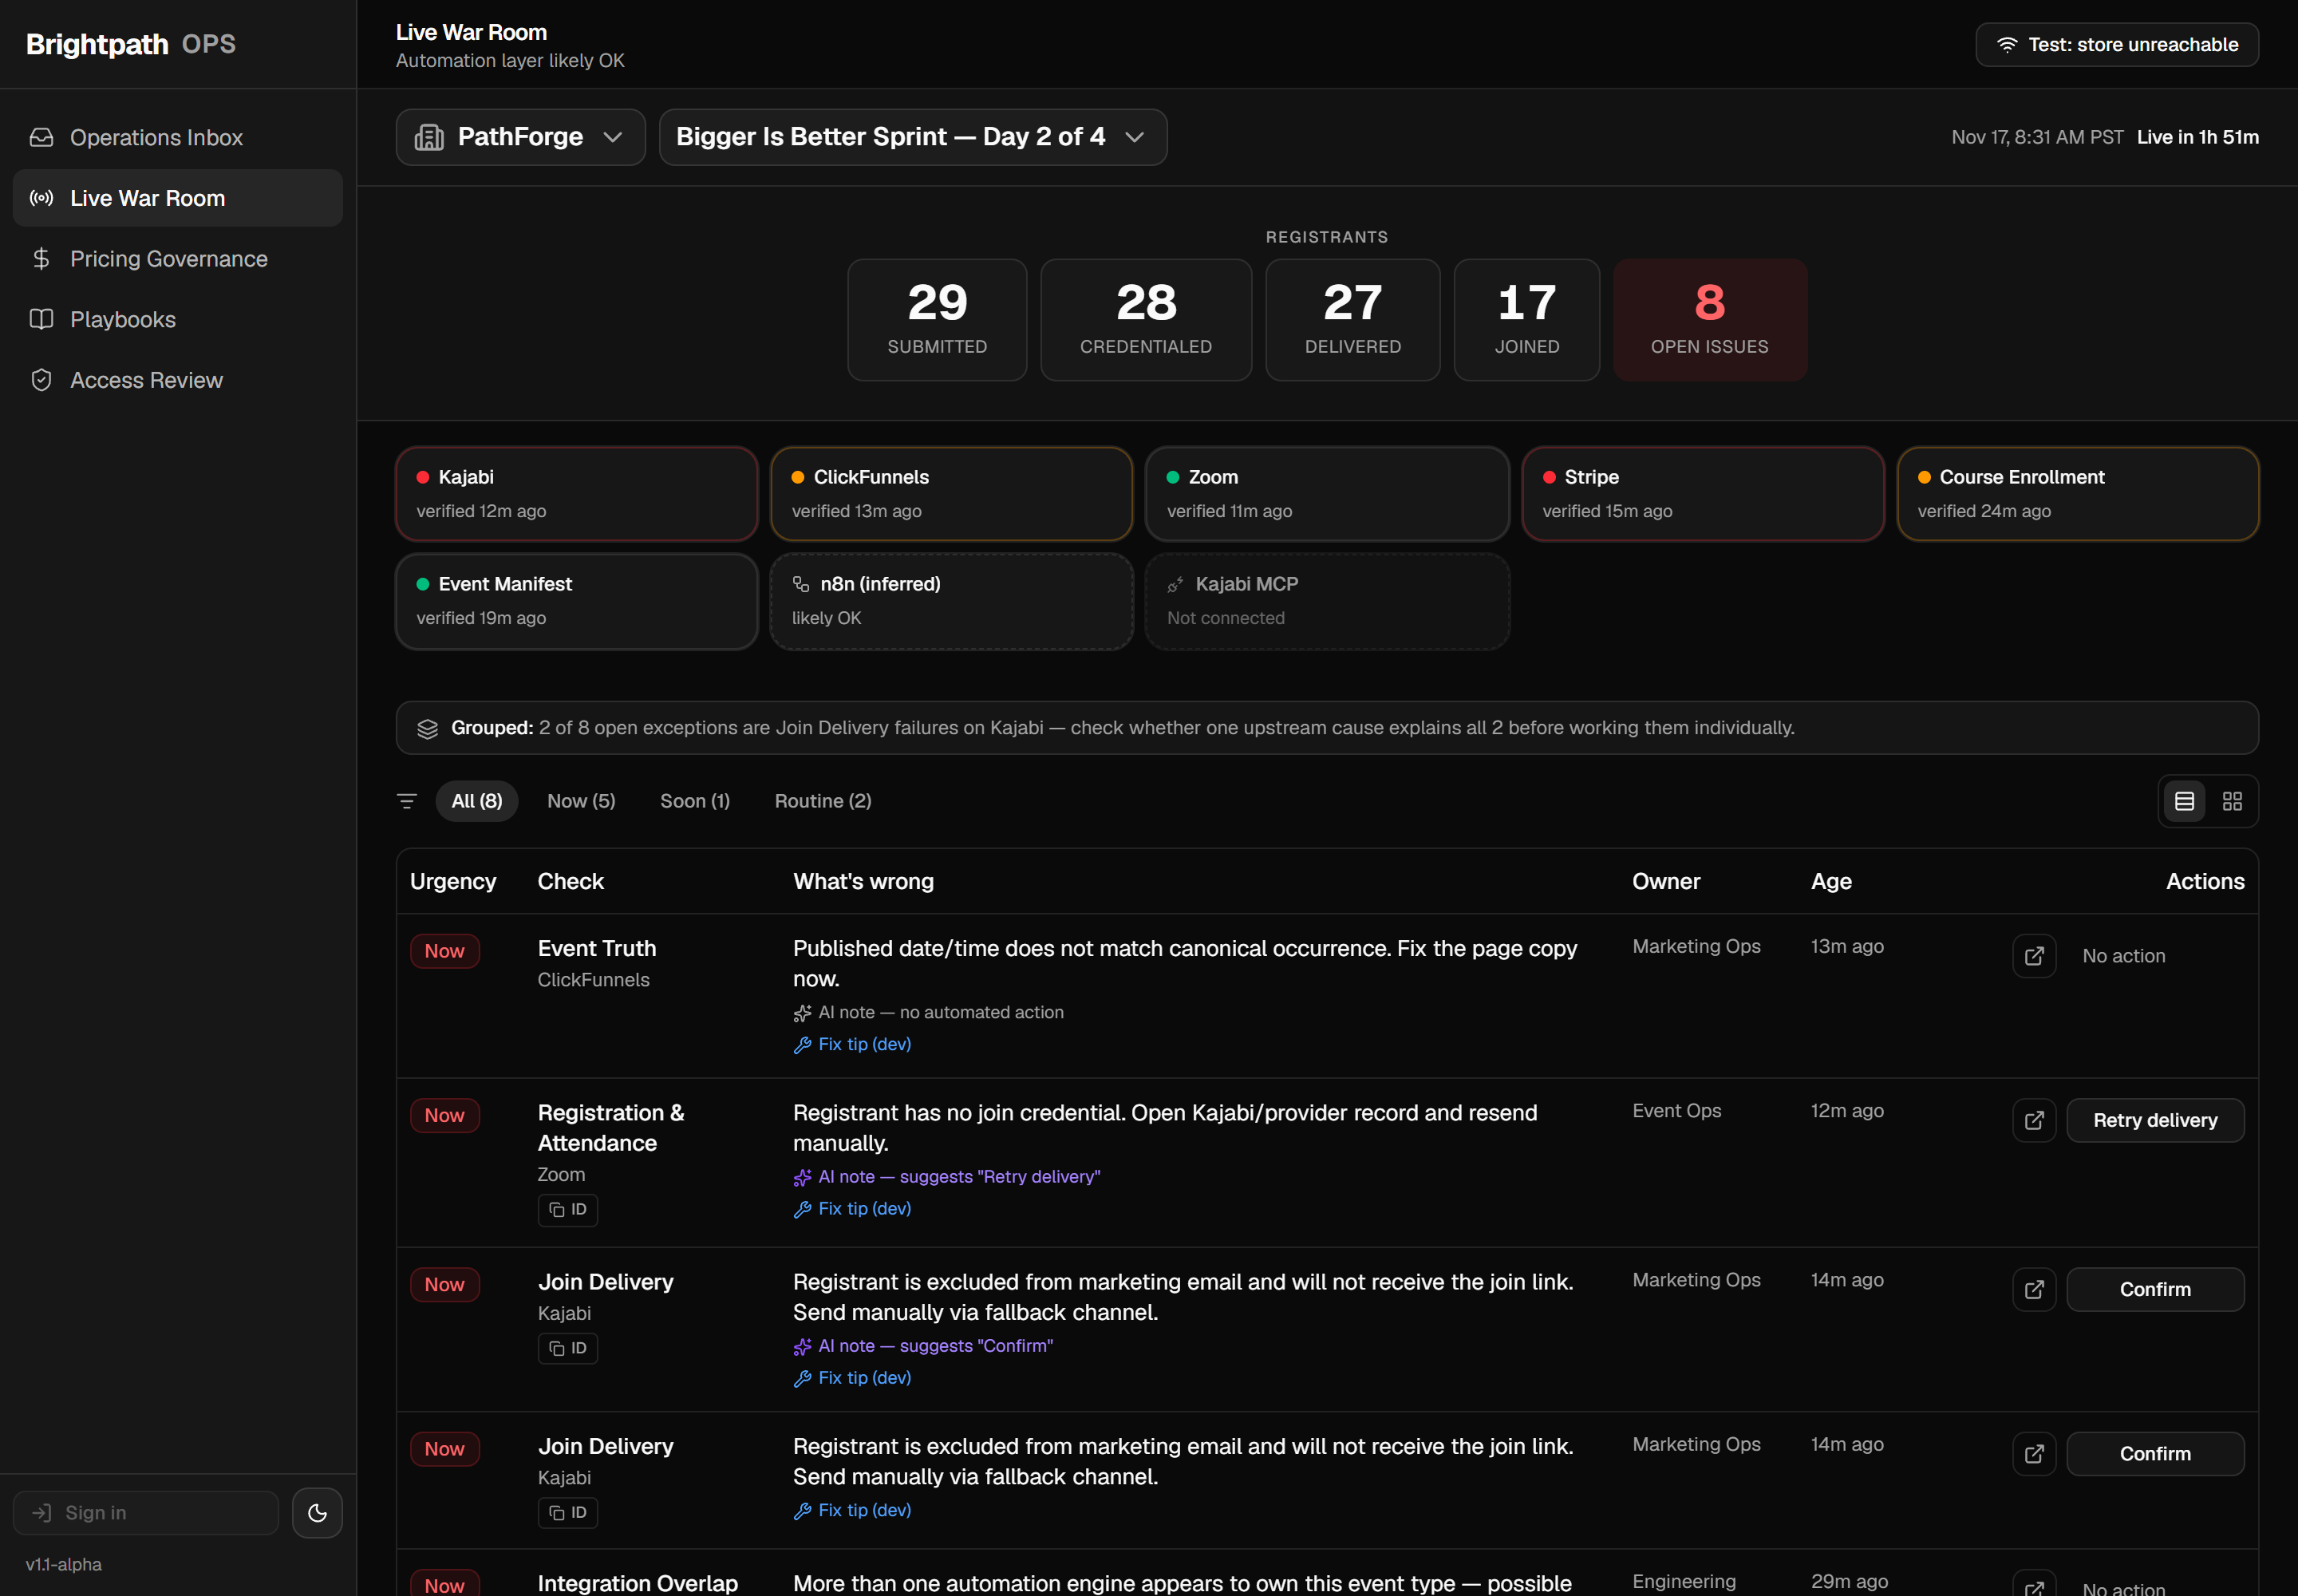 Brightpath OPS
Operations Inbox
Live War Room
Pricing Governance
Playbooks
Access Review
Sign in
v1.1-alpha
Live War Room
Automation layer likely OK
Test: store unreachable
PathForge
Bigger Is Better Sprint — Day 2 of 4
Nov 17, 8:31 AM PST Live in 1h 51m
REGISTRANTS
29
SUBMITTED
28
CREDENTIALED
27
DELIVERED
17
JOINED
8
OPEN ISSUES
Kajabi
verified 12m ago
ClickFunnels
verified 13m ago
Zoom
verified 11m ago
Stripe
verified 15m ago
Course Enrollment
verified 24m ago
Event Manifest
verified 19m ago
n8n (inferred)
likely OK
Kajabi MCP
Not connected
Grouped: 2 of 8 open exceptions are Join Delivery failures on Kajabi — check whether one upstream cause explains all 2 before working them individually.
All (8) Now (5) Soon (1) Routine (2)
Urgency Check What's wrong Owner Age Actions
Now
Event Truth
ClickFunnels
Published date/time does not match canonical occurrence. Fix the page copy
now.
AI note — no automated action
Fix tip (dev)
Marketing Ops
13m ago
No action
Now
Registration &
Attendance
Zoom
ID
Registrant has no join credential. Open Kajabi/provider record and resend
manually.
AI note — suggests "Retry delivery"
Fix tip (dev)
Event Ops
12m ago
Retry delivery
Now
Join Delivery
Kajabi
ID
Registrant is excluded from marketing email and will not receive the join link.
Send manually via fallback channel.
AI note — suggests "Confirm"
Fix tip (dev)
Marketing Ops
14m ago
Confirm
Now
Join Delivery
Kajabi
ID
Registrant is excluded from marketing email and will not receive the join link.
Send manually via fallback channel.
Fix tip (dev)
Marketing Ops
14m ago
Confirm
Now
Integration Overlap
More than one automation engine appears to own this event type — possible
Engineering
29m ago
No action